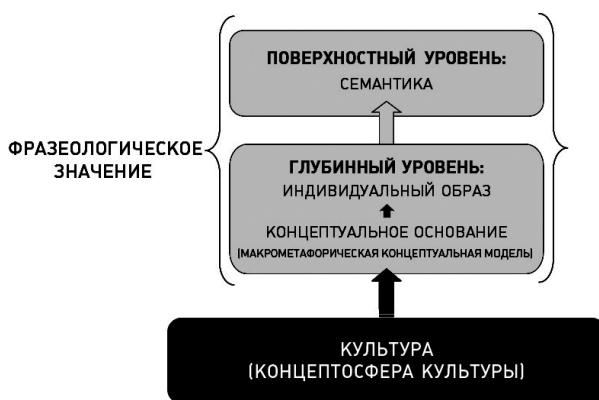 ПОВЕРХНОСТНЫЙ УРОВЕНЬ:
СЕМАНТИКА
ФРАЗЕОЛОГИЧЕСКОЕ
ЗНАЧЕНИЕ
ГЛУБИННЫЙ УРОВЕНЬ:
ИНДИВИДУАЛЬНЫЙ ОБРАЗ
КОНЦЕПТУАЛЬНОЕ ОСНОВАНИЕ
(МАКРОМЕТАФОРИЧЕСКАЯ КОНЦЕПТУАЛЬНАЯ МОДЕЛЬ)
КУЛЬТУРА
(КОНЦЕПТОСФЕРА КУЛЬТУРЫ)